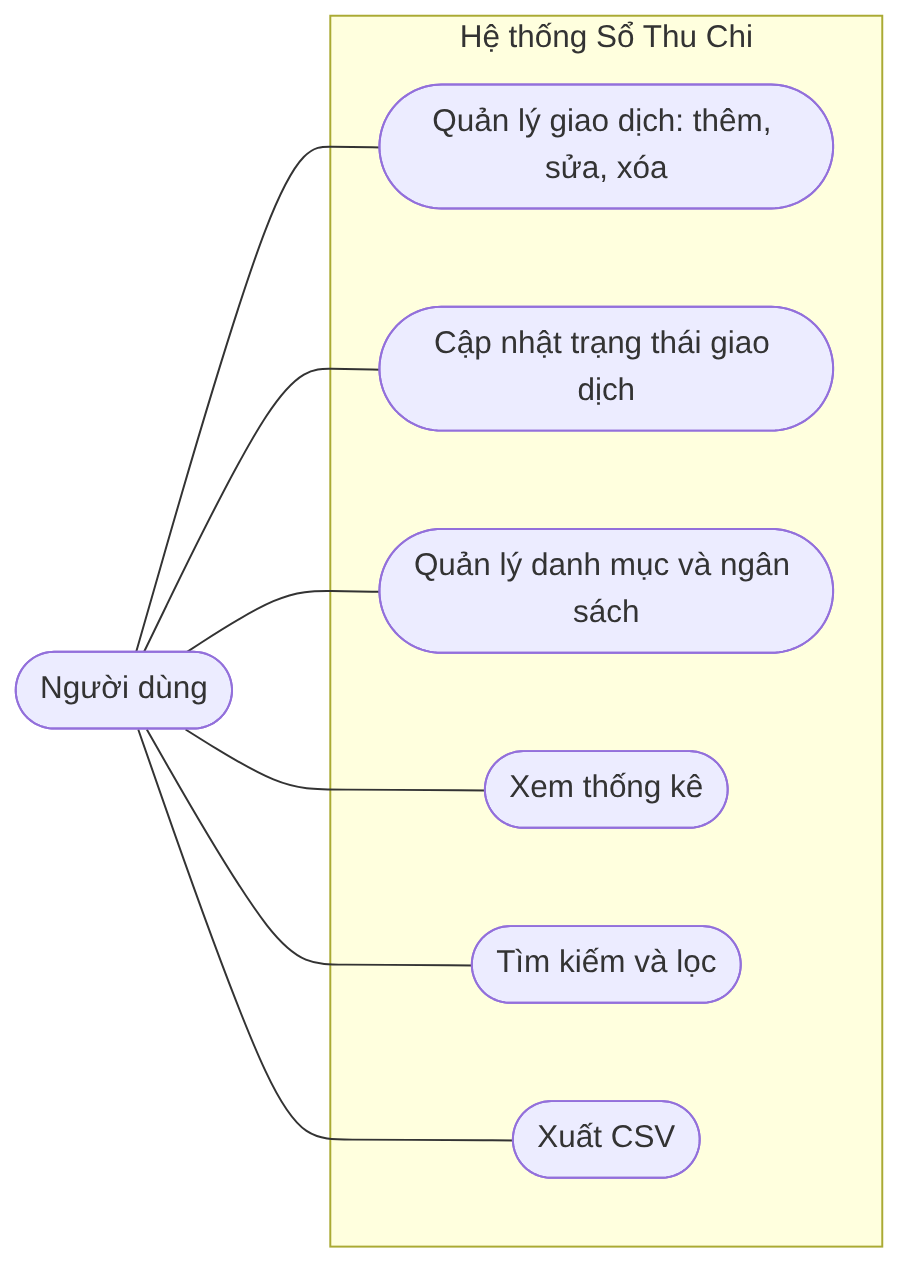 Hệ thống Sổ Thu Chi
Quản lý giao dịch: thêm,
sửa, xóa
Cập nhật trạng thái giao
dịch
Quản lý danh mục và ngân
sách
Người dùng
Xem thống kê
Tìm kiếm và lọc
Xuất CSV